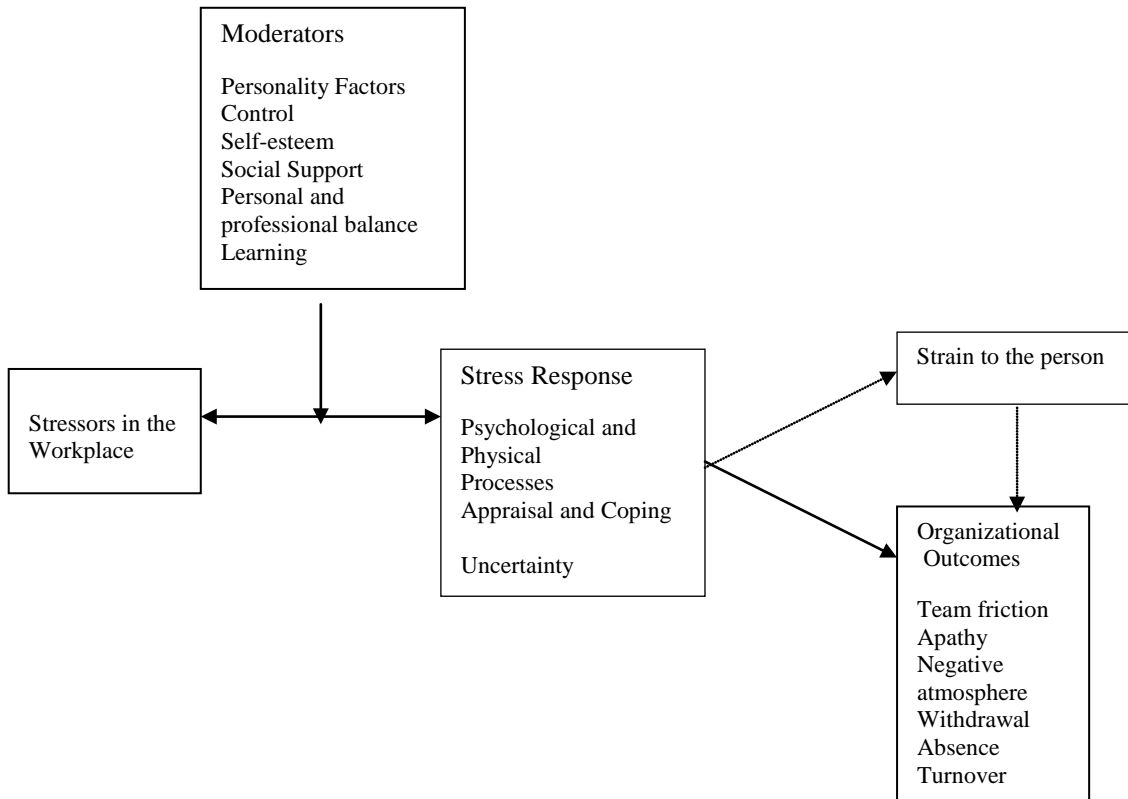 Moderators
Personality Factors
Control
Self-esteem
Social Support
Personal and
professional balance
Learning
Stressors in the
Workplace
Stress Response
Psychological and
Physical
Processes
Appraisal and Coping
Uncertainty
Strain to the person
Organizational
Outcomes
Team friction
Apathy
Negative
atmosphere
Withdrawal
Absence
Turnover